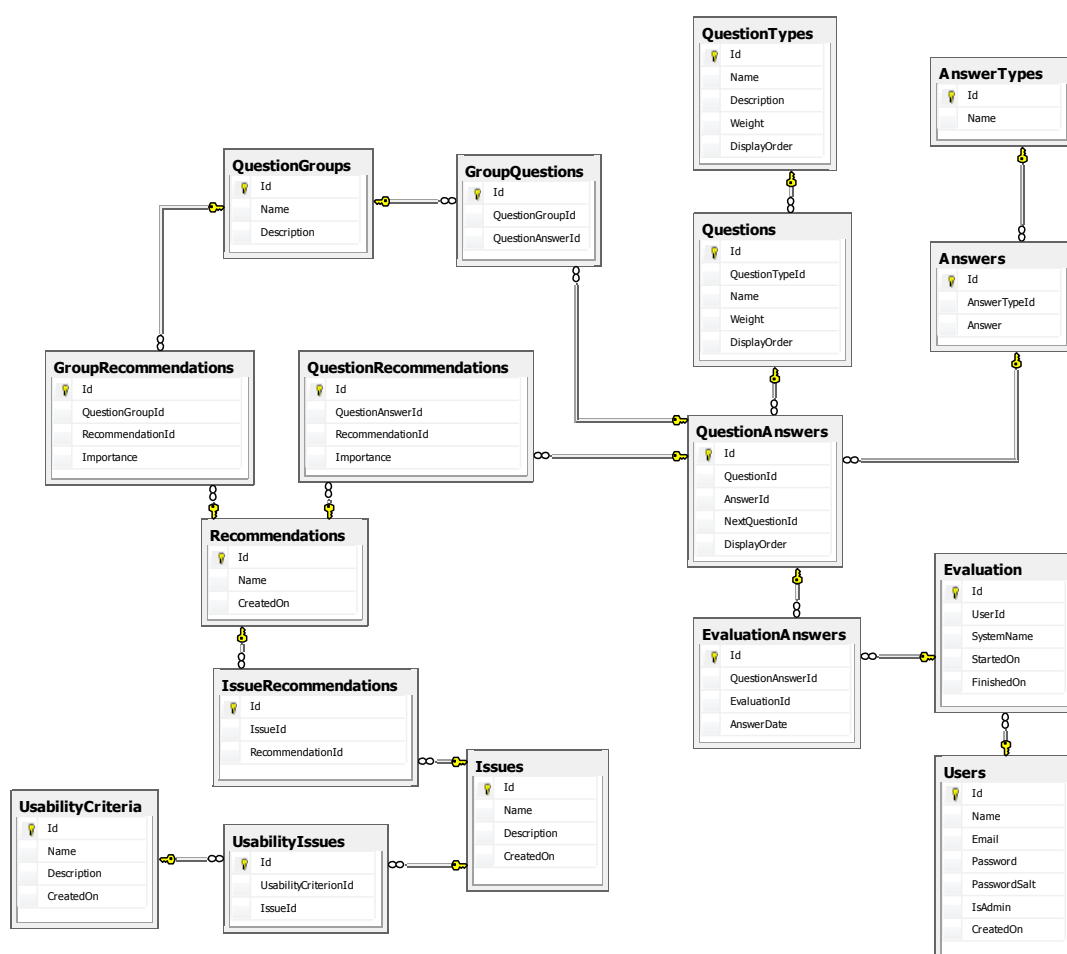 QuestionTypes
Id
Name
Description
Weight
DisplayOrder
AnswerTypes
Id
Name
QuestionGroups
Id
Name
Description
GroupQuestions
Id
QuestionGroupId
QuestionAnswerId
Questions
Id
QuestionTypeId
Name
Weight
DisplayOrder
Answers
Id
AnswerTypeId
Answer
GroupRecommendations
Id
QuestionGroupId
RecommendationId
Importance
QuestionRecommendations
Id
QuestionAnswerId
RecommendationId
Importance
QuestionAnswers
Id
QuestionId
AnswerId
NextQuestionId
DisplayOrder
Recommendations
Id
Name
CreatedOn
Evaluation
Id
UserId
SystemName
StartedOn
FinishedOn
EvaluationAnswers
Id
QuestionAnswerId
EvaluationId
AnswerDate
IssueRecommendations
Id
IssueId
RecommendationId
Issues
Id
Name
Description
CreatedOn
Users
Id
Name
Email
Password
PasswordSalt
IsAdmin
CreatedOn
UsabilityCriteria
Id
Name
Description
CreatedOn
UsabilityIssues
Id
UsabilityCriterionId
IssueId